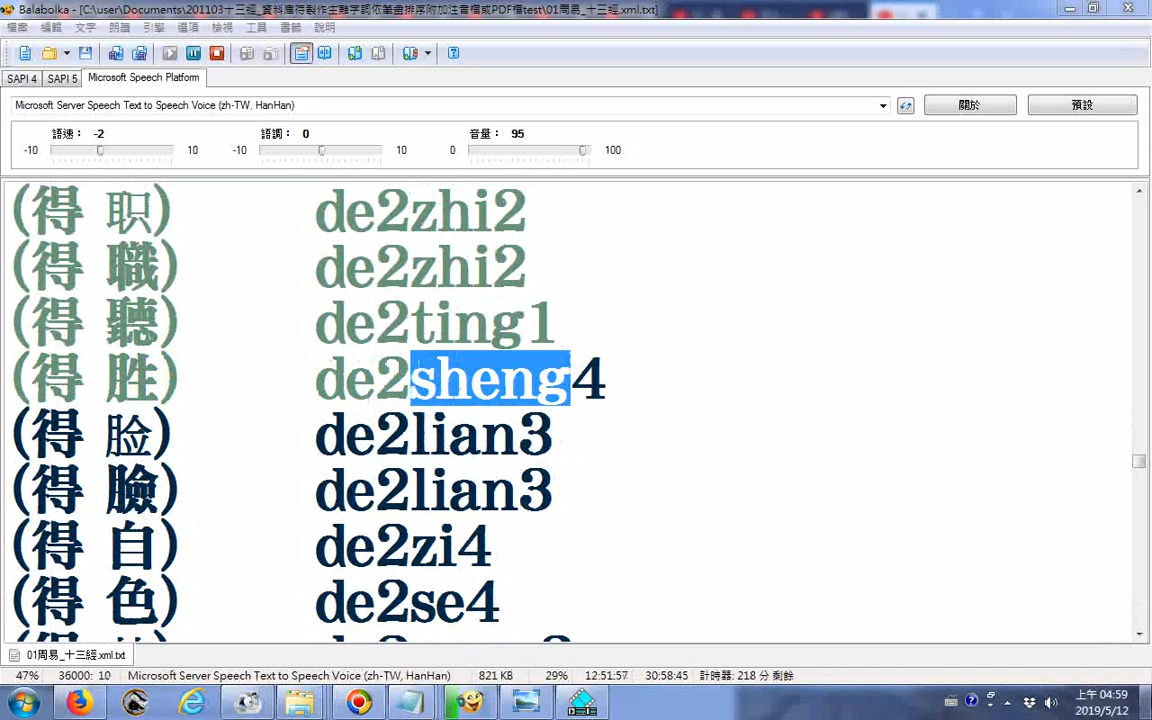 Balabolka - [C:\user\Documents\201103十三經_資料庫得製作生難字詞依筆畫排序附加注音檔或PDF檔test\01周易_十三經.xml.txt]
檔案 編輯 文字 朗讀 引擎 選項 檢視 工具 書籤 說明
SAPI 4 SAPI 5 Microsoft Speech Platform
Microsoft Server Speech Text to Speech Voice (zh-TW, HanHan) 關於 預設
語速： -2 語調： 0 音量： 95
-10 10 -10 10 0 100
(得 职) de2zhi2
(得 職) de2zhi2
(得 聽) de2ting1
(得 胜) de2sheng4
(得 脸) de2lian3
(得 臉) de2lian3
(得 自) de2zi4
(得 色) de2se4
01周易_十三經.xml.txt
47% 36000: 10 Microsoft Server Speech Text to Speech Voice (zh-TW, HanHan) 821 KB 29% 12:51:57 30:58:45 計時器: 218 分 剩餘
上午 04:59
2019/5/12